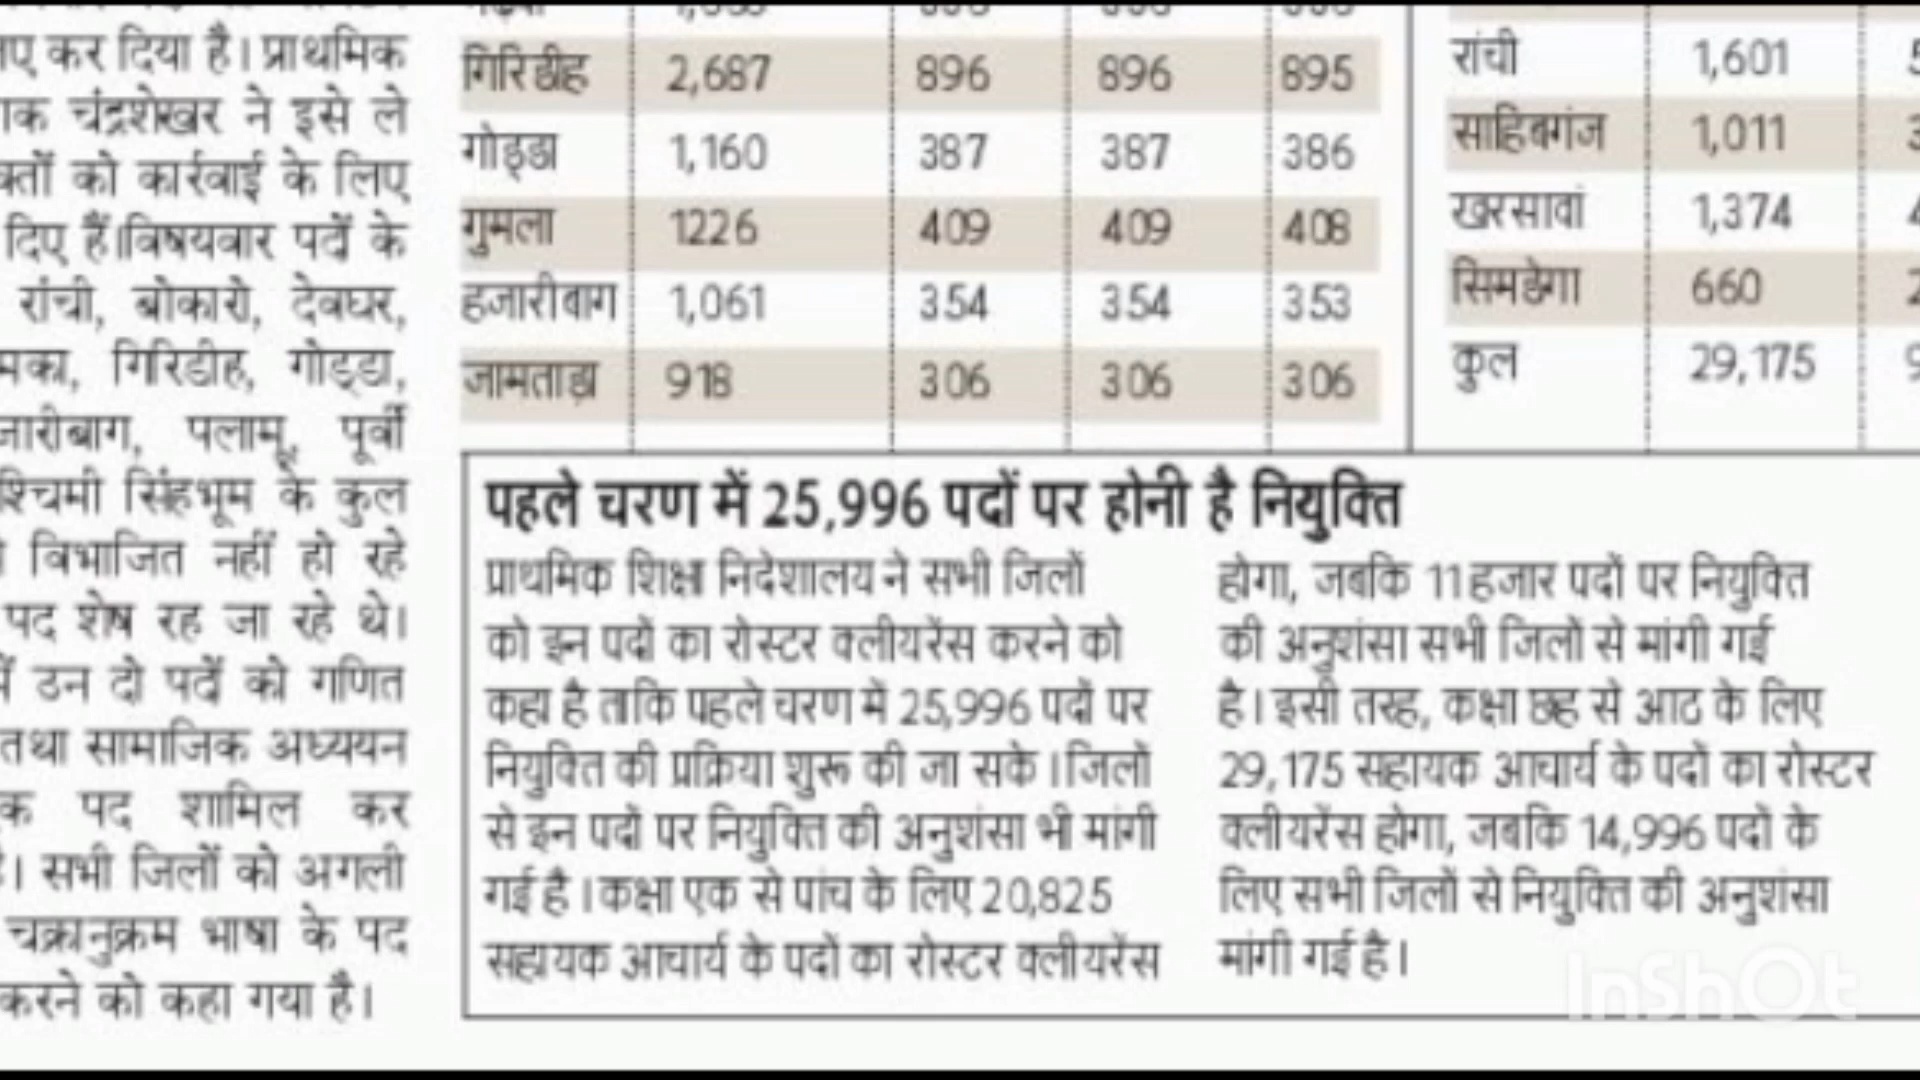 कर दिया है। प्राथमिक
चंद्रशेखर ने इसे ले
को कार्रवाई के लिए
दिए हैं।विषयवार पदों के
रांची, बोकारो, देवघर,
गिरिडीह, गोड्डा,
पलामू, पूर्वी
सिंहभूम के कुल
विभाजित नहीं हो रहे
पद शेष रह जा रहे थे।
उन दो पदों को गणित
तथा सामाजिक अध्ययन
पद शामिल कर
सभी जिलों को अगली
चक्रानुक्रम भाषा के पद
करने को कहा गया है।
गिरिडीह 2,687 896 896 895
गोड्डा 1,160 387 387 386
गुमला 1226 409 409 408
हजारीबाग 1,061 354 354 353
जामताड़ा 918 306 306 306
रांची 1,601
साहिबगंज 1,011
खरसावां 1,374
सिमडेगा 660
कुल 29,175
पहले चरण में 25,996 पदों पर होनी है नियुक्ति
प्राथमिक शिक्षा निदेशालय ने सभी जिलों
को इन पदों का रोस्टर क्लीयरेंस करने को
कहा है ताकि पहले चरण में 25,996 पदों पर
नियुक्ति की प्रक्रिया शुरू की जा सके।जिलों
से इन पदों पर नियुक्ति की अनुशंसा भी मांगी
गई है।कक्षा एक से पांच के लिए 20,825
सहायक आचार्य के पदों का रोस्टर क्लीयरेंस
होगा, जबकि 11 हजार पदों पर नियुक्ति
की अनुशंसा सभी जिलों से मांगी गई
है। इसी तरह, कक्षा छह से आठ के लिए
29,175 सहायक आचार्य के पदों का रोस्टर
क्लीयरेंस होगा, जबकि 14,996 पदों के
लिए सभी जिलों से नियुक्ति की अनुशंसा
मांगी गई है।
InShOt